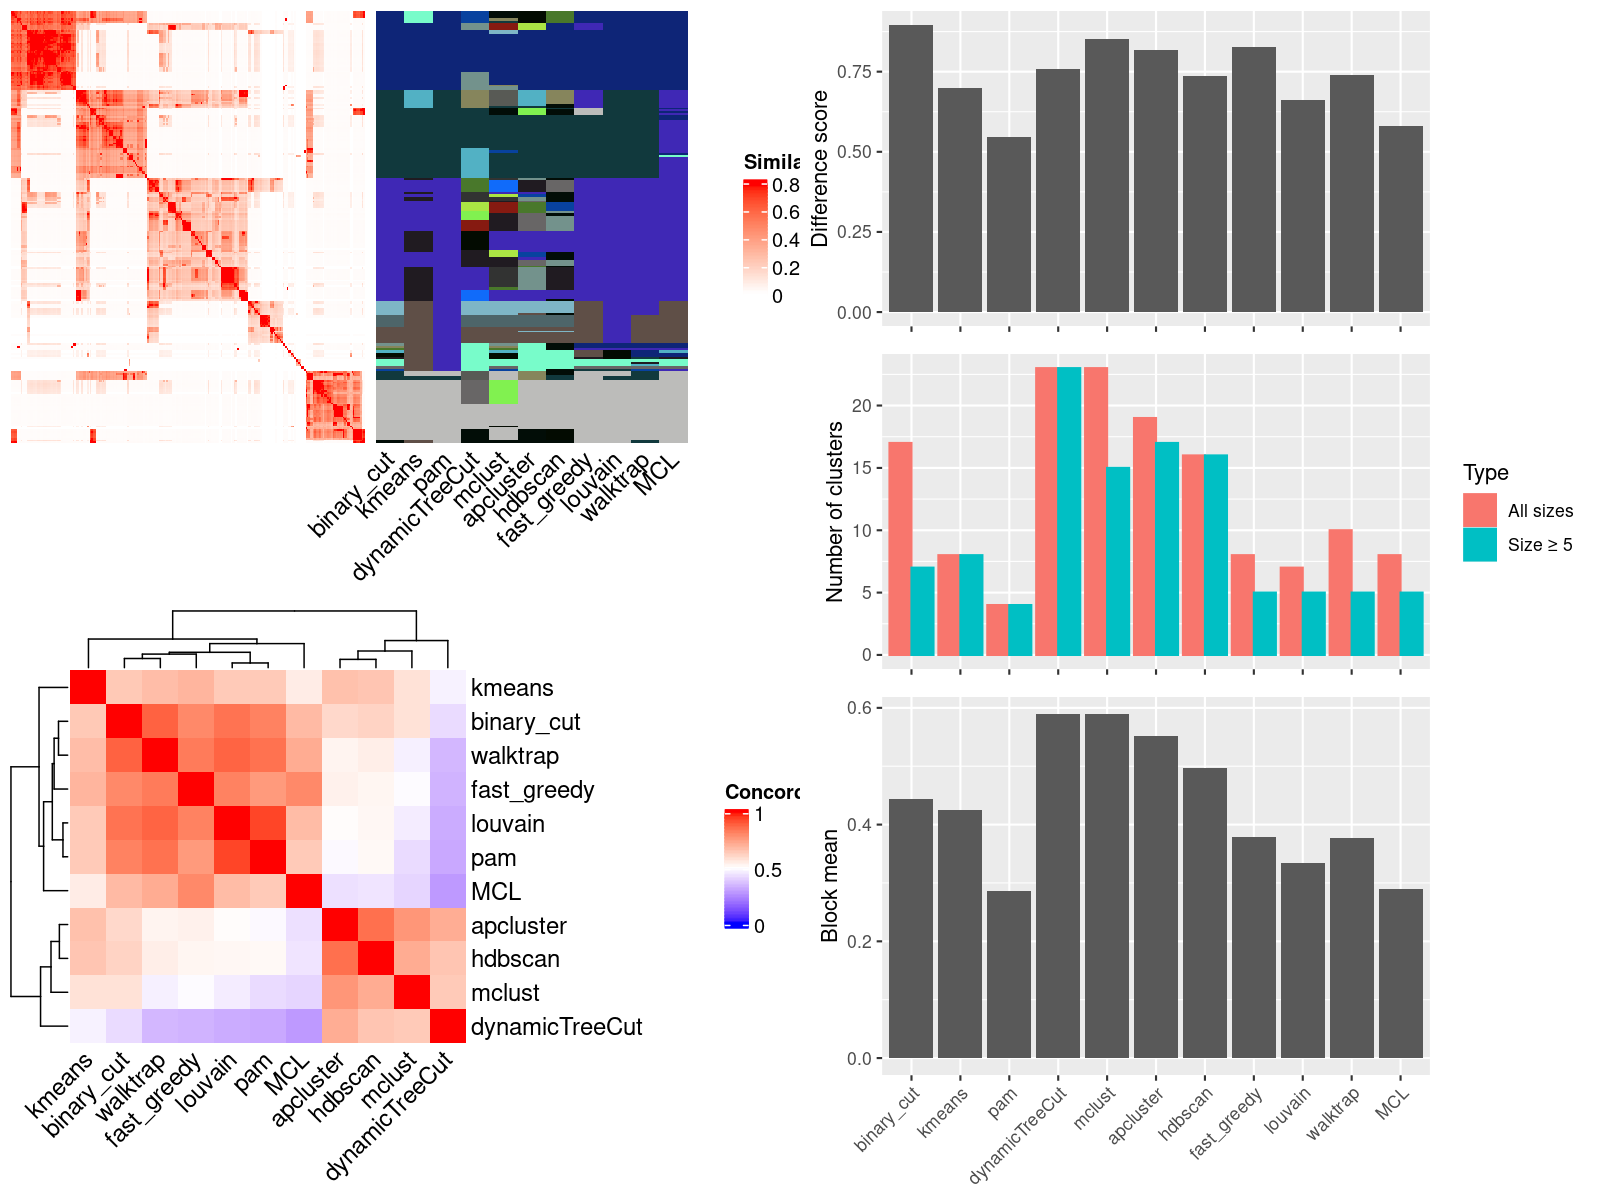 Simila
0.8
0.6
0.4
0.2
0
binary_cut
kmeans
pam
dynamicTreeCut
mclust
apcluster
hdbscan
fast_greedy
louvain
walktrap
MCL
Difference score
0.75
0.50
0.25
0.00
Number of clusters
20
15
10
5
0
Type
All sizes
Size ≥ 5
Concord
1
0.5
0
kmeans
binary_cut
walktrap
fast_greedy
louvain
pam
MCL
apcluster
hdbscan
mclust
dynamicTreeCut
kmeans
binary_cut
walktrap
fast_greedy
louvain
pam
MCL
apcluster
hdbscan
mclust
dynamicTreeCut
Block mean
0.6
0.4
0.2
0.0
binary_cut
kmeans
pam
dynamicTreeCut
mclust
apcluster
hdbscan
fast_greedy
louvain
walktrap
MCL